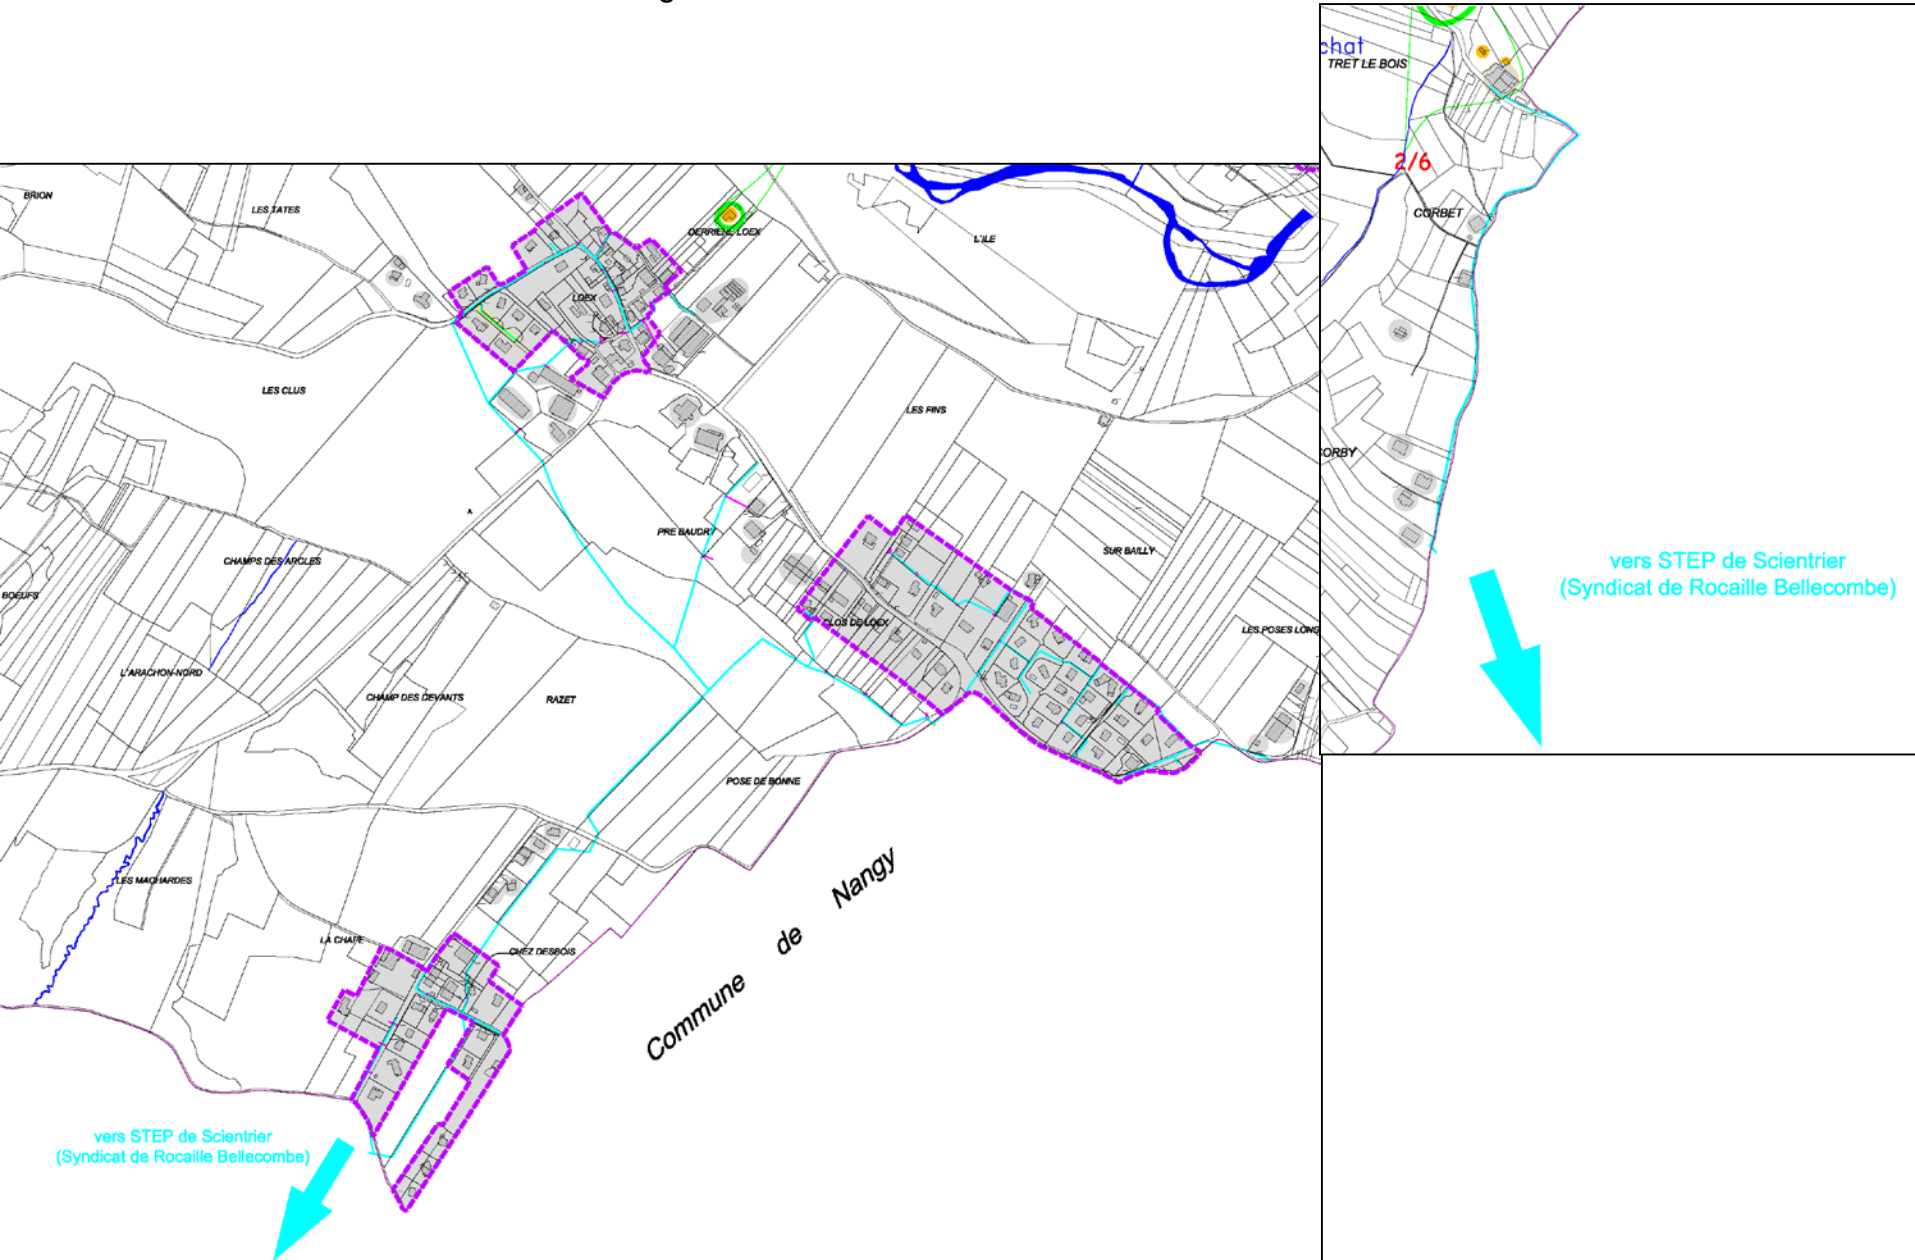 chat
TRET LE BOIS
2/6
CORBET
BRION
LES TATES
DERRIERE LOEX
L'ILE
LOEX
LES CLUS
LES FINS
ORBY
PRE BAUDRY
SUR BAILLY
CHAMPS DES ARCLES
BOEUFS
vers STEP de Scientrier
(Syndicat de Rocaille Bellecombe)
CLOS DE LOEX
LES POSES LONG
L'ARACHON-NORD
CHAMP DES DEVANTS
RAZET
POSE DE BONNE
LES MACHARDES
Commune de Nangy
CHEZ DESBOIS
vers STEP de Scientrier
(Syndicat de Rocaille Bellecombe)